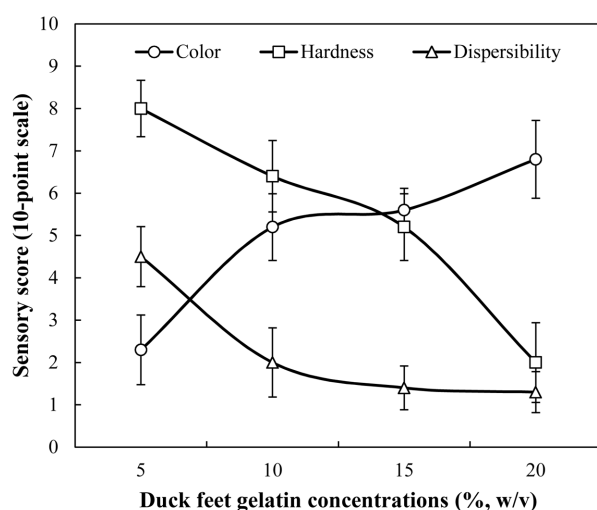 Color Hardness Dispersibility
10
9
8
7
6
5
4
3
2
1
0
Sensory score (10-point scale)
5 10 15 20
Duck feet gelatin concentrations (%, w/v)